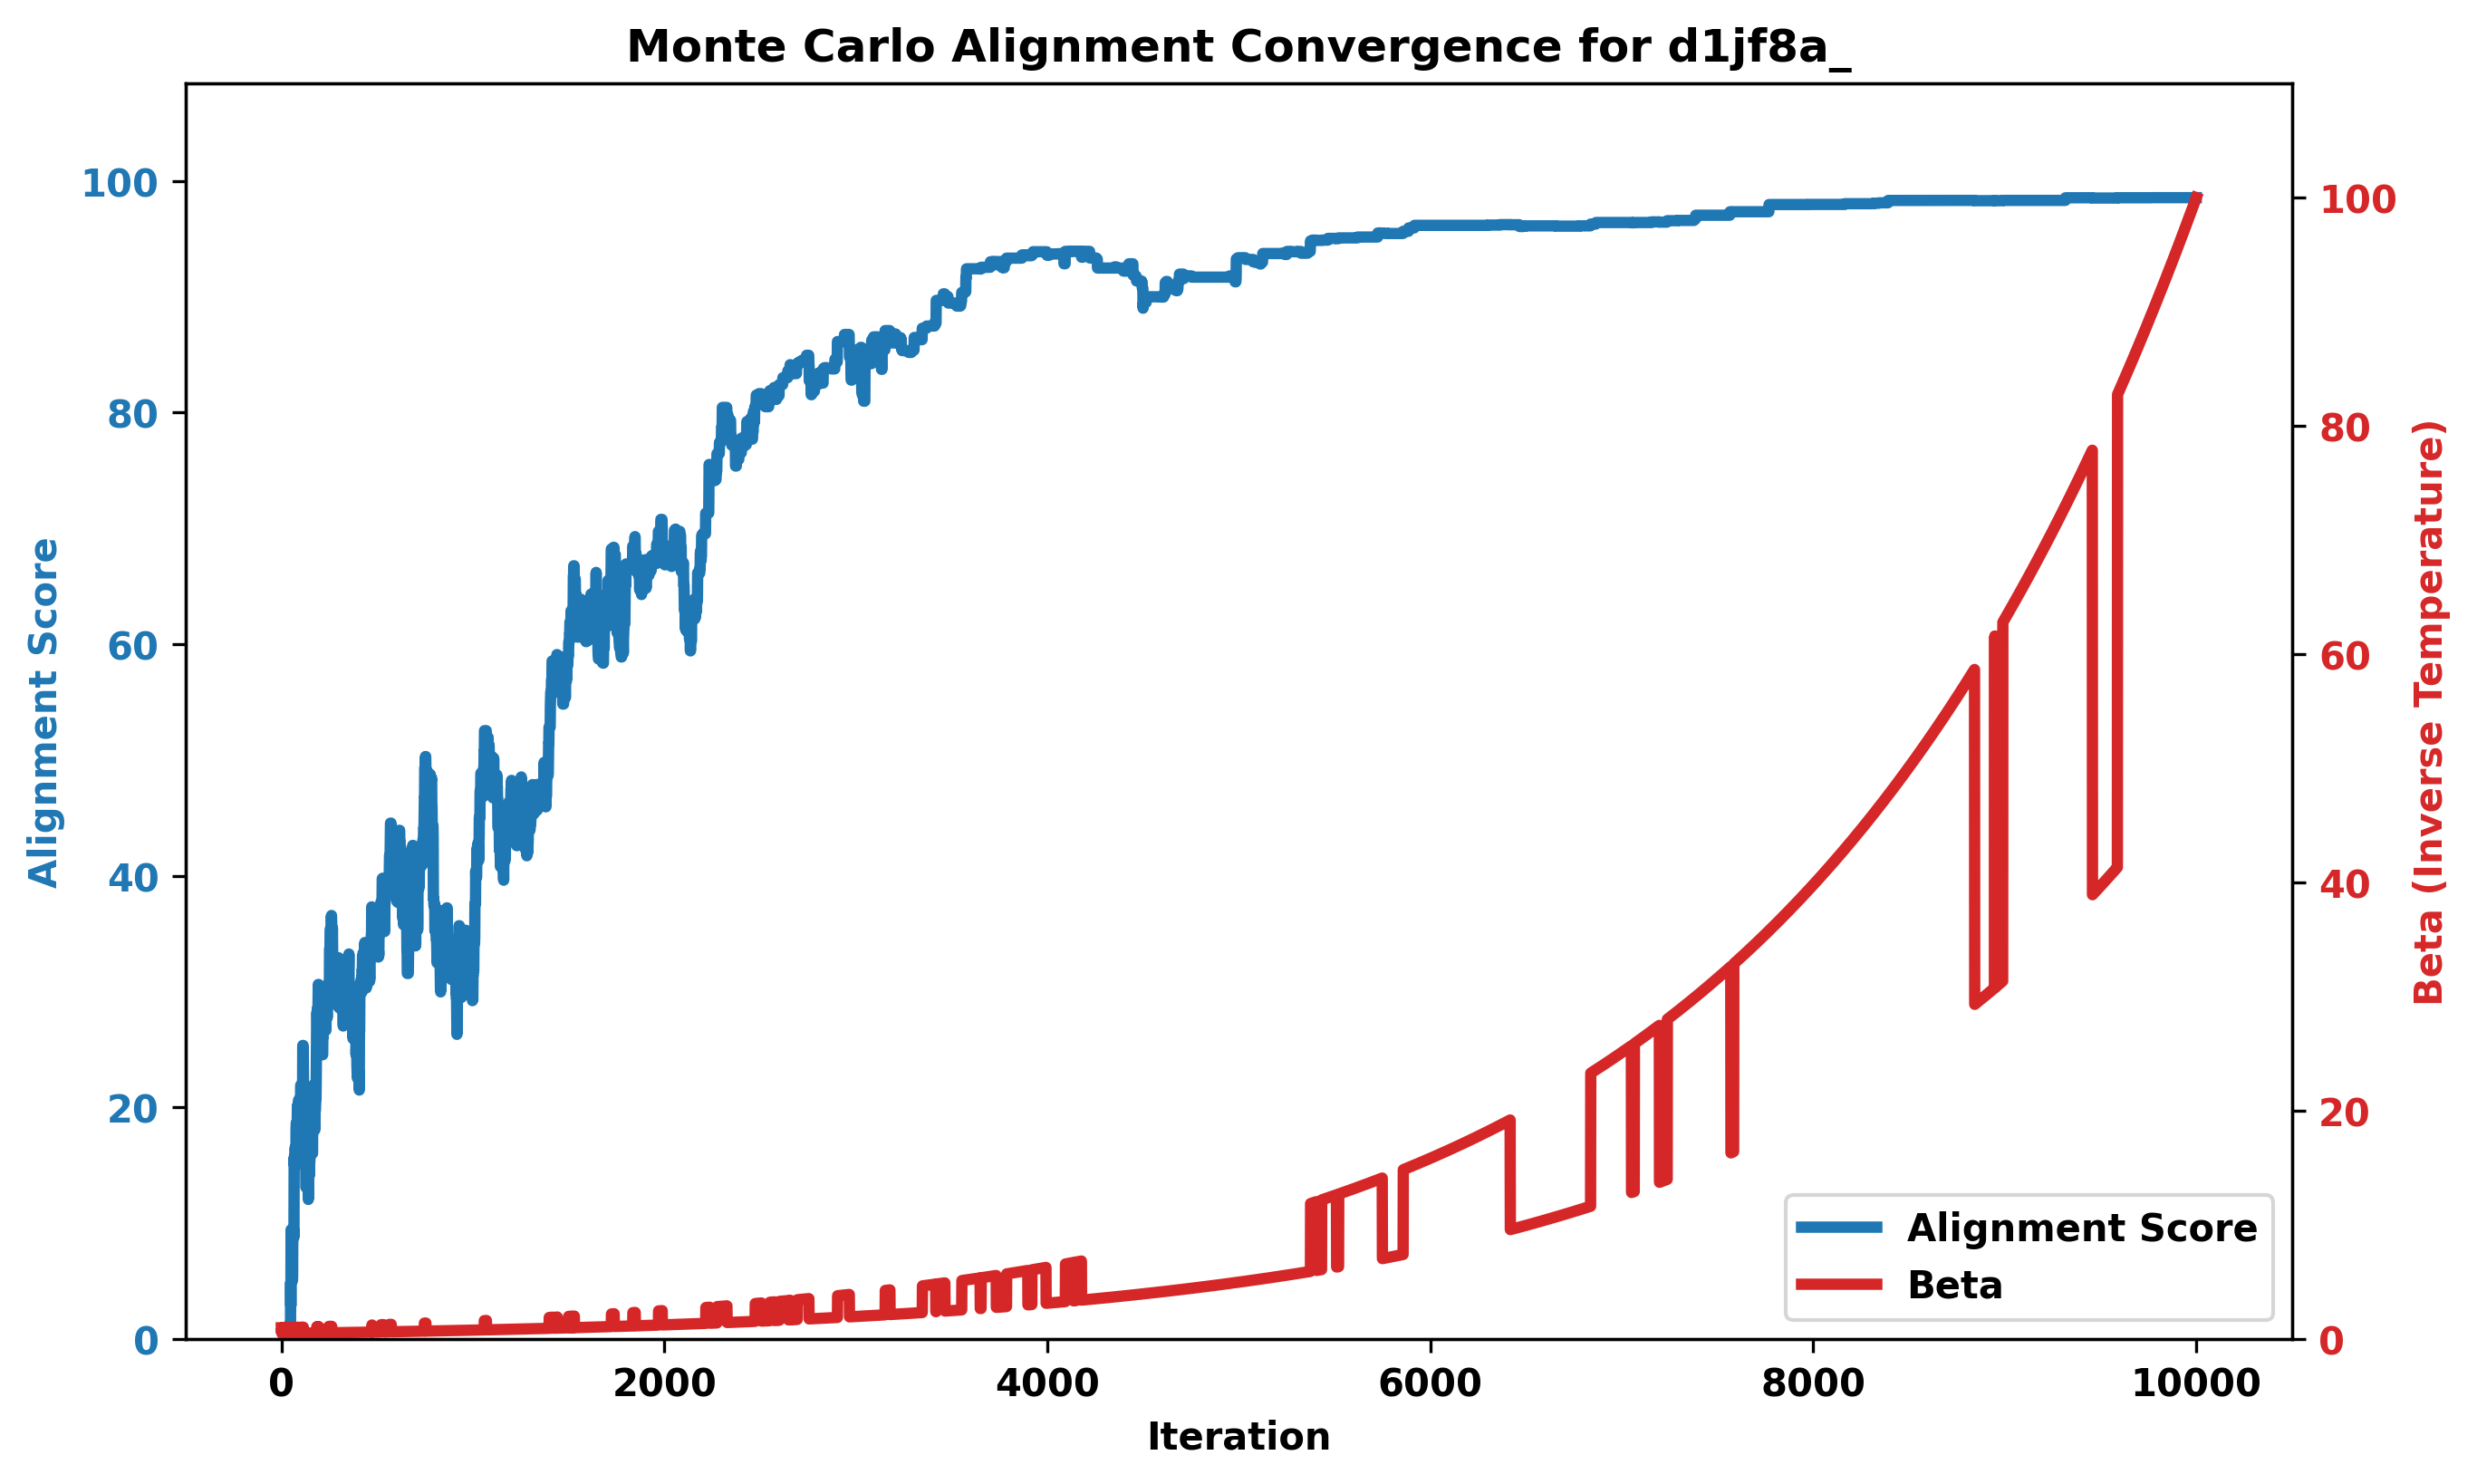 Monte Carlo Alignment Convergence for d1jf8a_
100
80
60
40
20
0
Alignment Score
100
80
60
40
20
0
Beta (Inverse Temperature)
Alignment Score
Beta
0 2000 4000 6000 8000 10000
Iteration